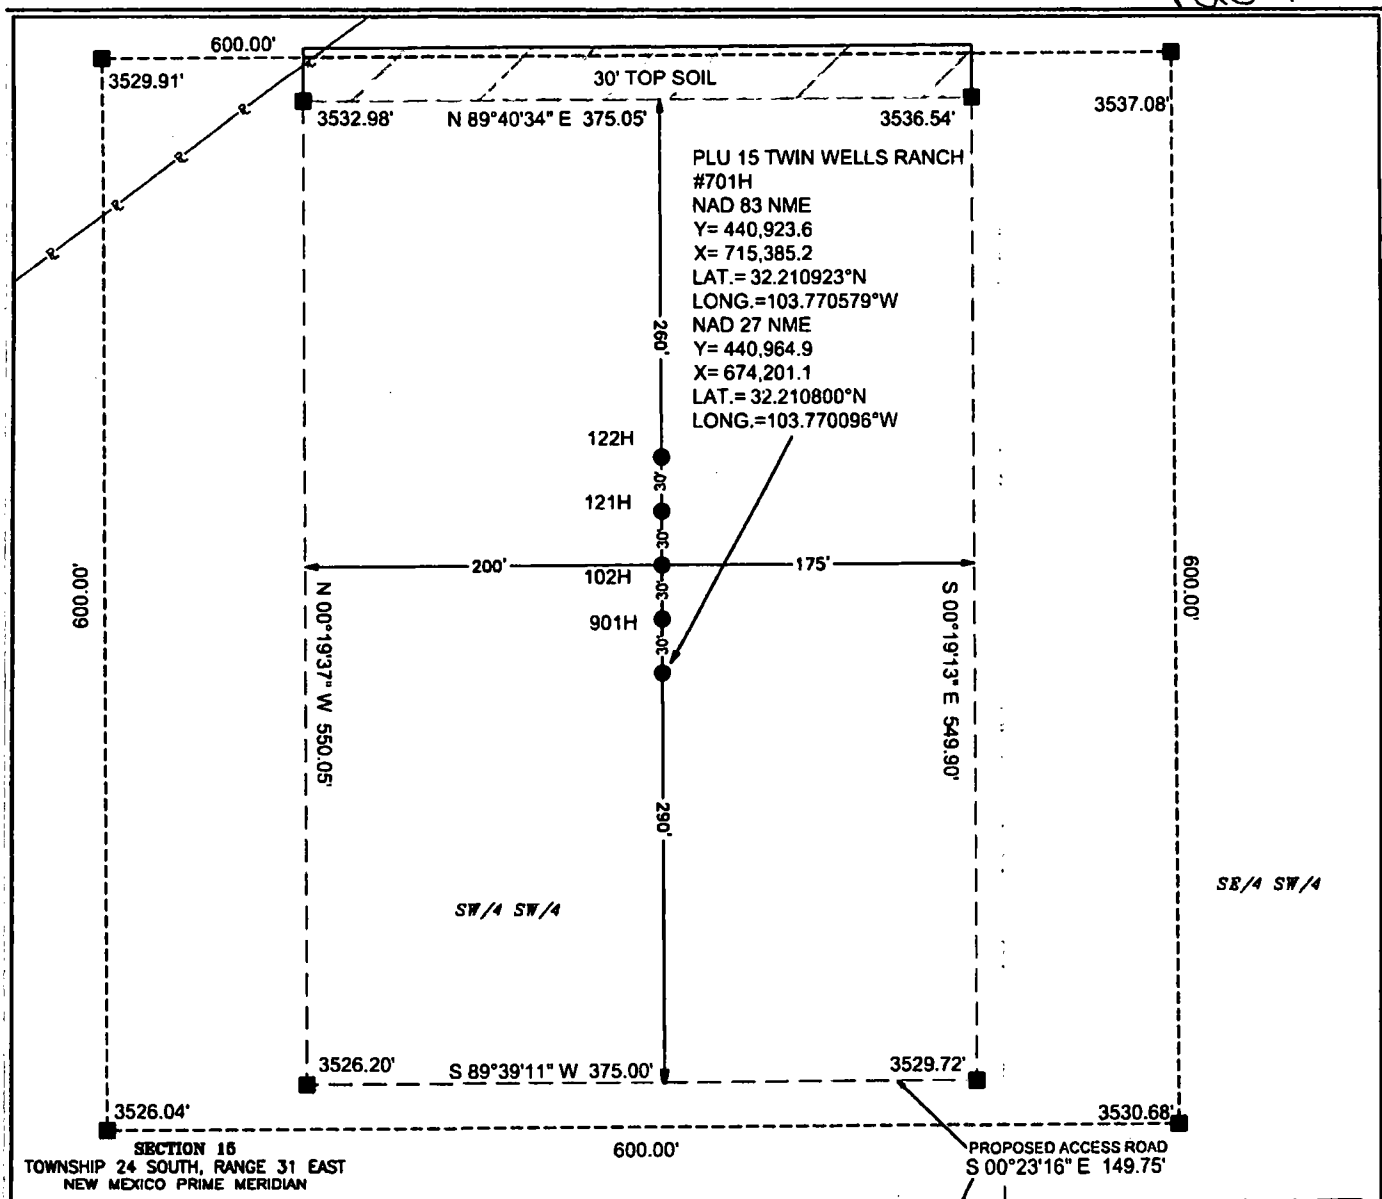 600.00'
3529.91'
30' TOP SOIL
3537.08'
3532.98'
N 89°40'34" E 375.05'
3536.54'
PLU 15 TWIN WELLS RANCH
#701H
NAD 83 NME
Y= 440,923.6
X= 715,385.2
LAT.= 32.210923°N
LONG.=103.770579°W
NAD 27 NME
Y= 440,964.9
X= 674,201.1
LAT.= 32.210800°N
LONG.=103.770096°W
260'
122H
30'
121H
30'
200'
175'
102H
30'
901H
30'
600.00'
N 00°19'37" W 550.05'
S 00°19'13" E 549.90'
600.00'
290'
SW/4 SW/4
SE/4 SW/4
3526.20'
S 89°39'11" W 375.00'
3529.72'
3526.04'
3530.68'
SECTION 15
TOWNSHIP 24 SOUTH, RANGE 31 EAST
NEW MEXICO PRIME MERIDIAN
600.00'
PROPOSED ACCESS ROAD
S 00°23'16" E 149.75'